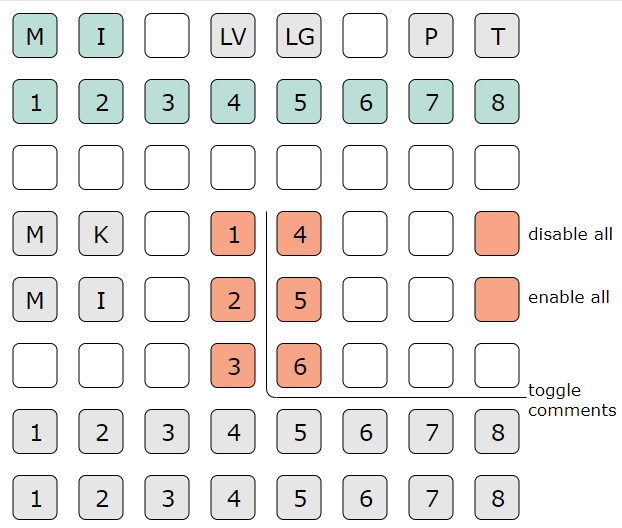 M I LV LG P T
1 2 3 4 5 6 7 8
M K 1 4 disable all
M I 2 5 enable all
3 6
toggle
comments
1 2 3 4 5 6 7 8
1 2 3 4 5 6 7 8